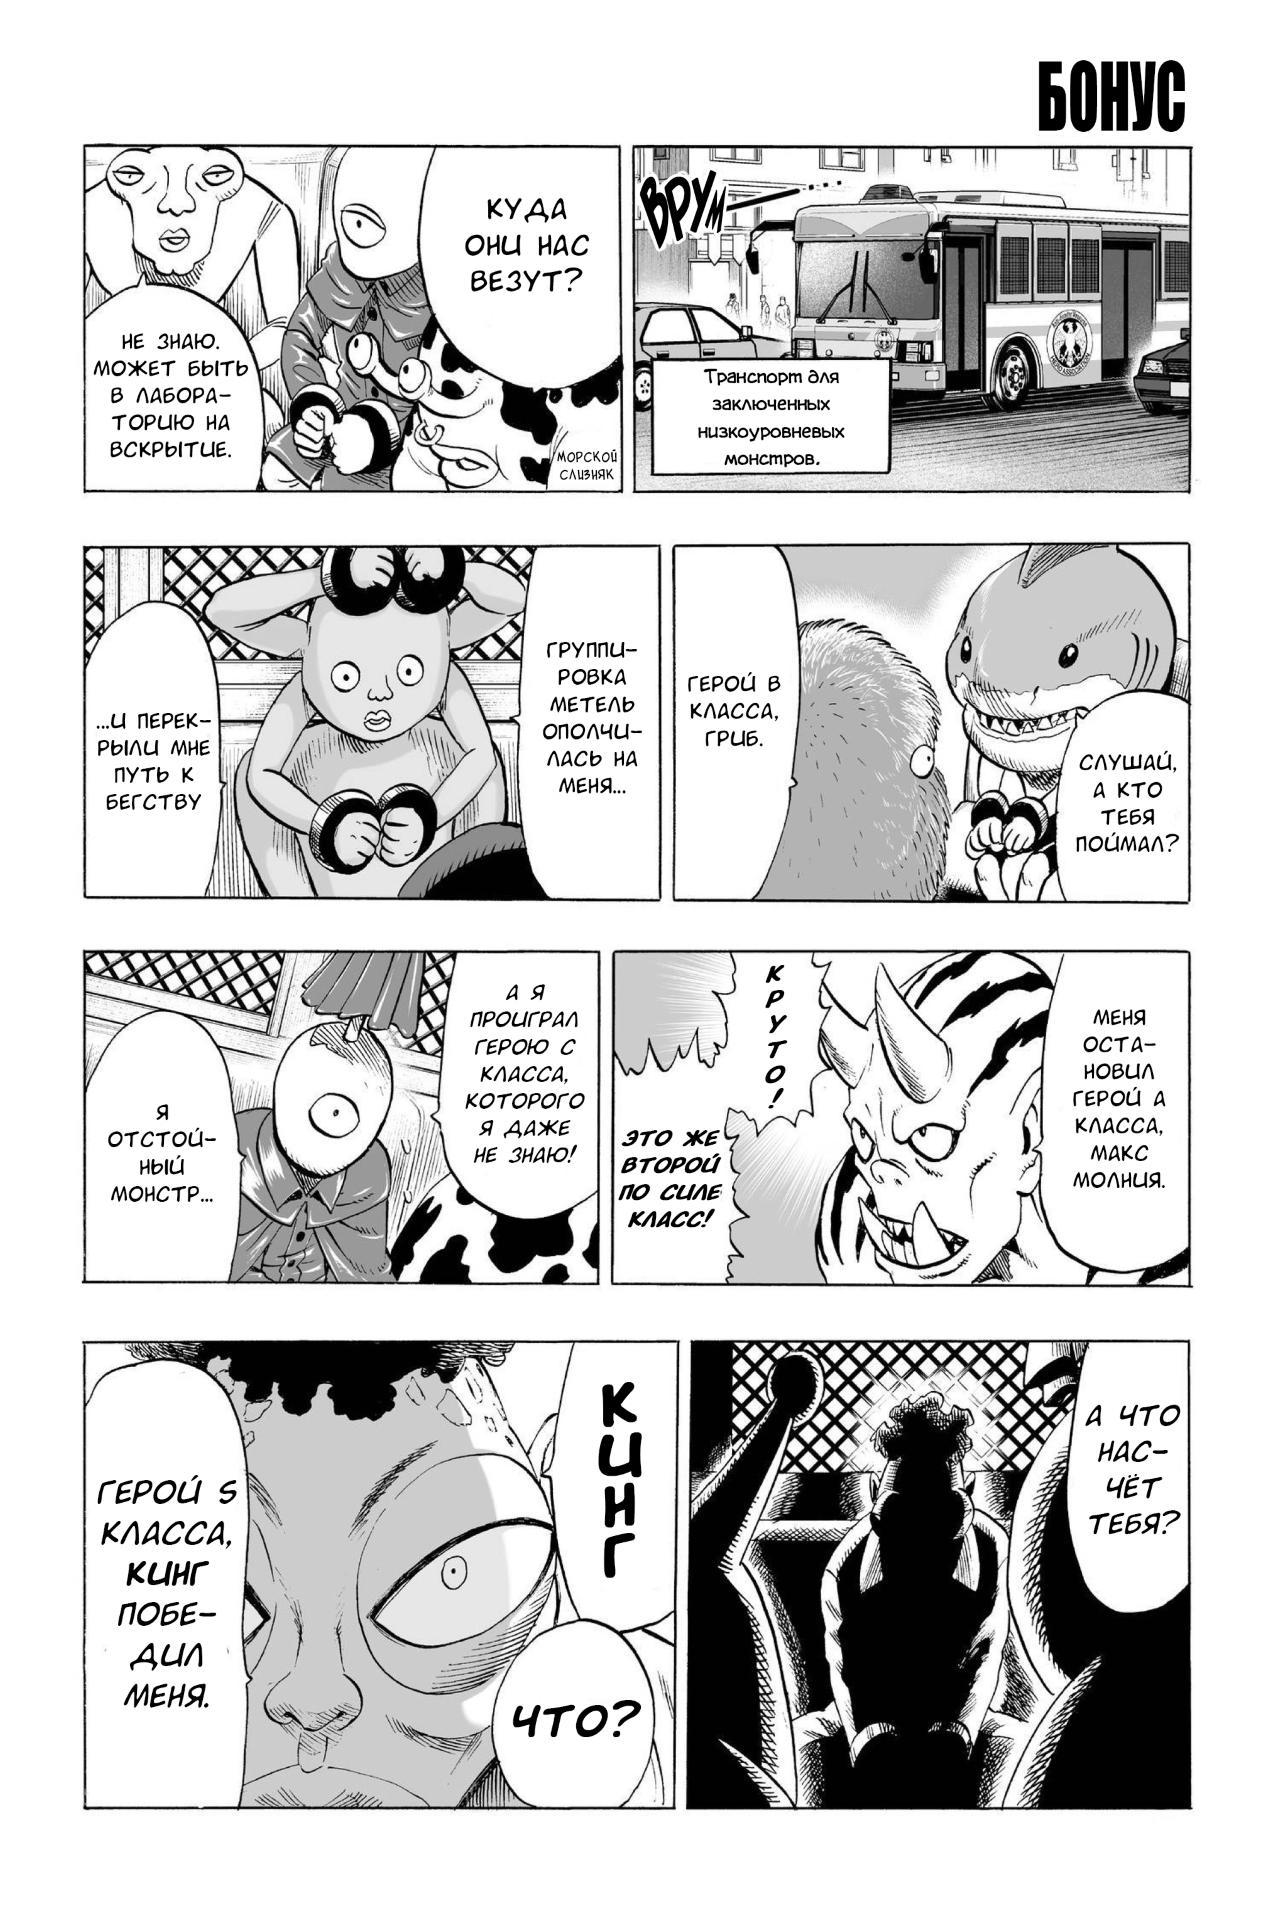 БОНУС
ВРУМ
Транспорт для
заключенных
низкоуровневых
монстров.
КУДА
ОНИ НАС
ВЕЗУТ?
НЕ ЗНАЮ.
МОЖЕТ БЫТЬ
В ЛАБОРА-
ТОРИЮ НА
ВСКРЫТИЕ.
МОРСКОЙ
СЛИЗНЯК
СЛУШАЙ,
А КТО
ТЕБЯ
ПОЙМАЛ?
ГЕРОЙ B
КЛАССА,
ГРИБ.
ГРУППИ-
РОВКА
МЕТЕЛЬ
ОПОЛЧИ-
ЛАСЬ НА
МЕНЯ...
...И ПЕРЕК-
РЫЛИ МНЕ
ПУТЬ К
БЕГСТВУ
МЕНЯ
ОСТА-
НОВИЛ
ГЕРОЙ А
КЛАССА,
МАКС
МОЛНИЯ.
КРУТО!
ЭТО ЖЕ
ВТОРОЙ
ПО СИЛЕ
КЛАСС!
А Я
ПРОИГРАЛ
ГЕРОЮ С
КЛАССА,
КОТОРОГО
Я ДАЖЕ
НЕ ЗНАЮ!
Я
ОТСТОЙ-
НЫЙ
МОНСТР...
А ЧТО
НАС-
ЧЁТ
ТЕБЯ?
КИНГ
ЧТО?
ГЕРОЙ S
КЛАССА,
КИНГ
ПОБЕ-
ДИЛ
МЕНЯ.